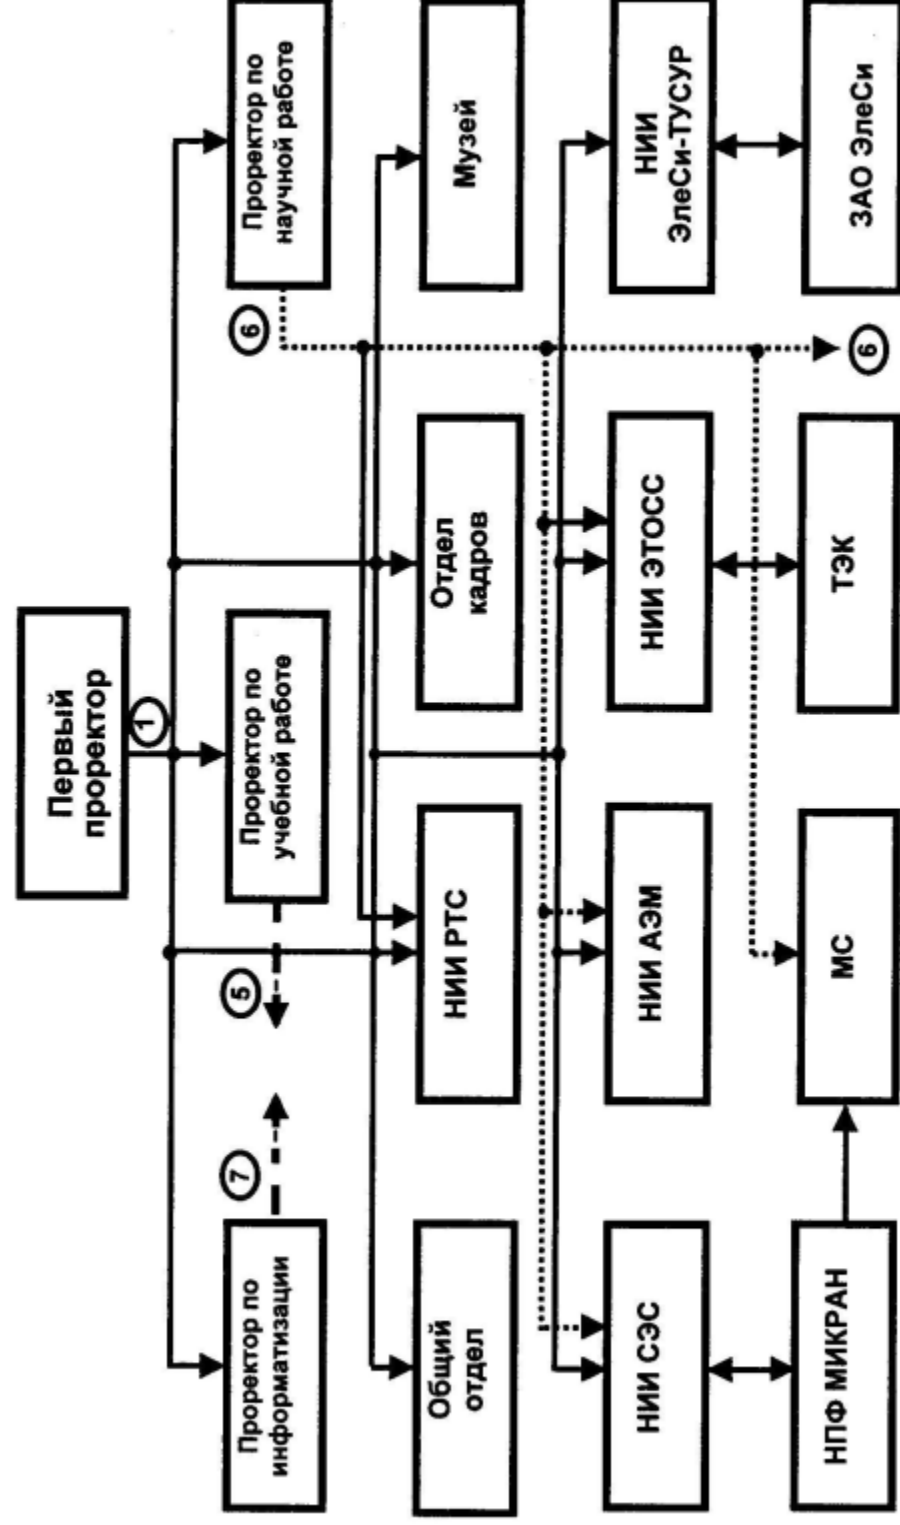 Первый
проректор
1
Проректор по
информатизации
7
5
Проректор по
учебной работе
6
Проректор по
научной работе
Общий
отдел
НИИ РТС
Отдел
кадров
Музей
НИИ СЭС
НИИ АЭМ
НИИ ЭТОСС
НИИ
ЭлеСи-ТУСУР
НПФ МИКРАН
МС
ТЭК
6
ЗАО ЭлеСи